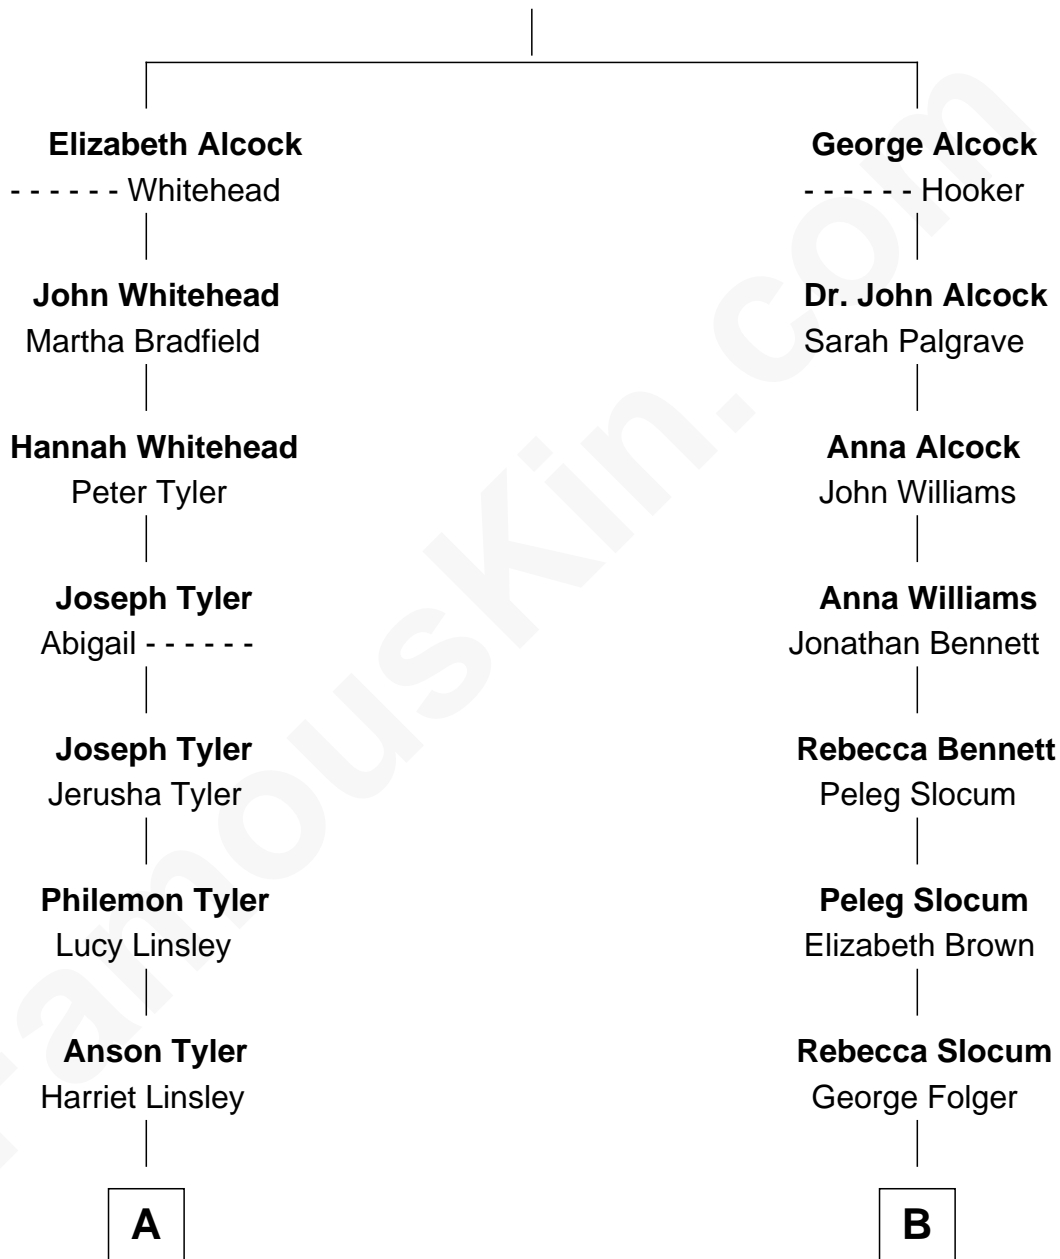 Elizabeth Alcock
- - - - - - Whitehead
John Whitehead
Martha Bradfield
Hannah Whitehead
Peter Tyler
Joseph Tyler
Abigail - - - - - -
Joseph Tyler
Jerusha Tyler
Philemon Tyler
Lucy Linsley
Anson Tyler
Harriet Linsley
A
George Alcock
- - - - - - Hooker
Dr. John Alcock
Sarah Palgrave
Anna Alcock
John Williams
Anna Williams
Jonathan Bennett
Rebecca Bennett
Peleg Slocum
Peleg Slocum
Elizabeth Brown
Rebecca Slocum
George Folger
B
FamousKin.com